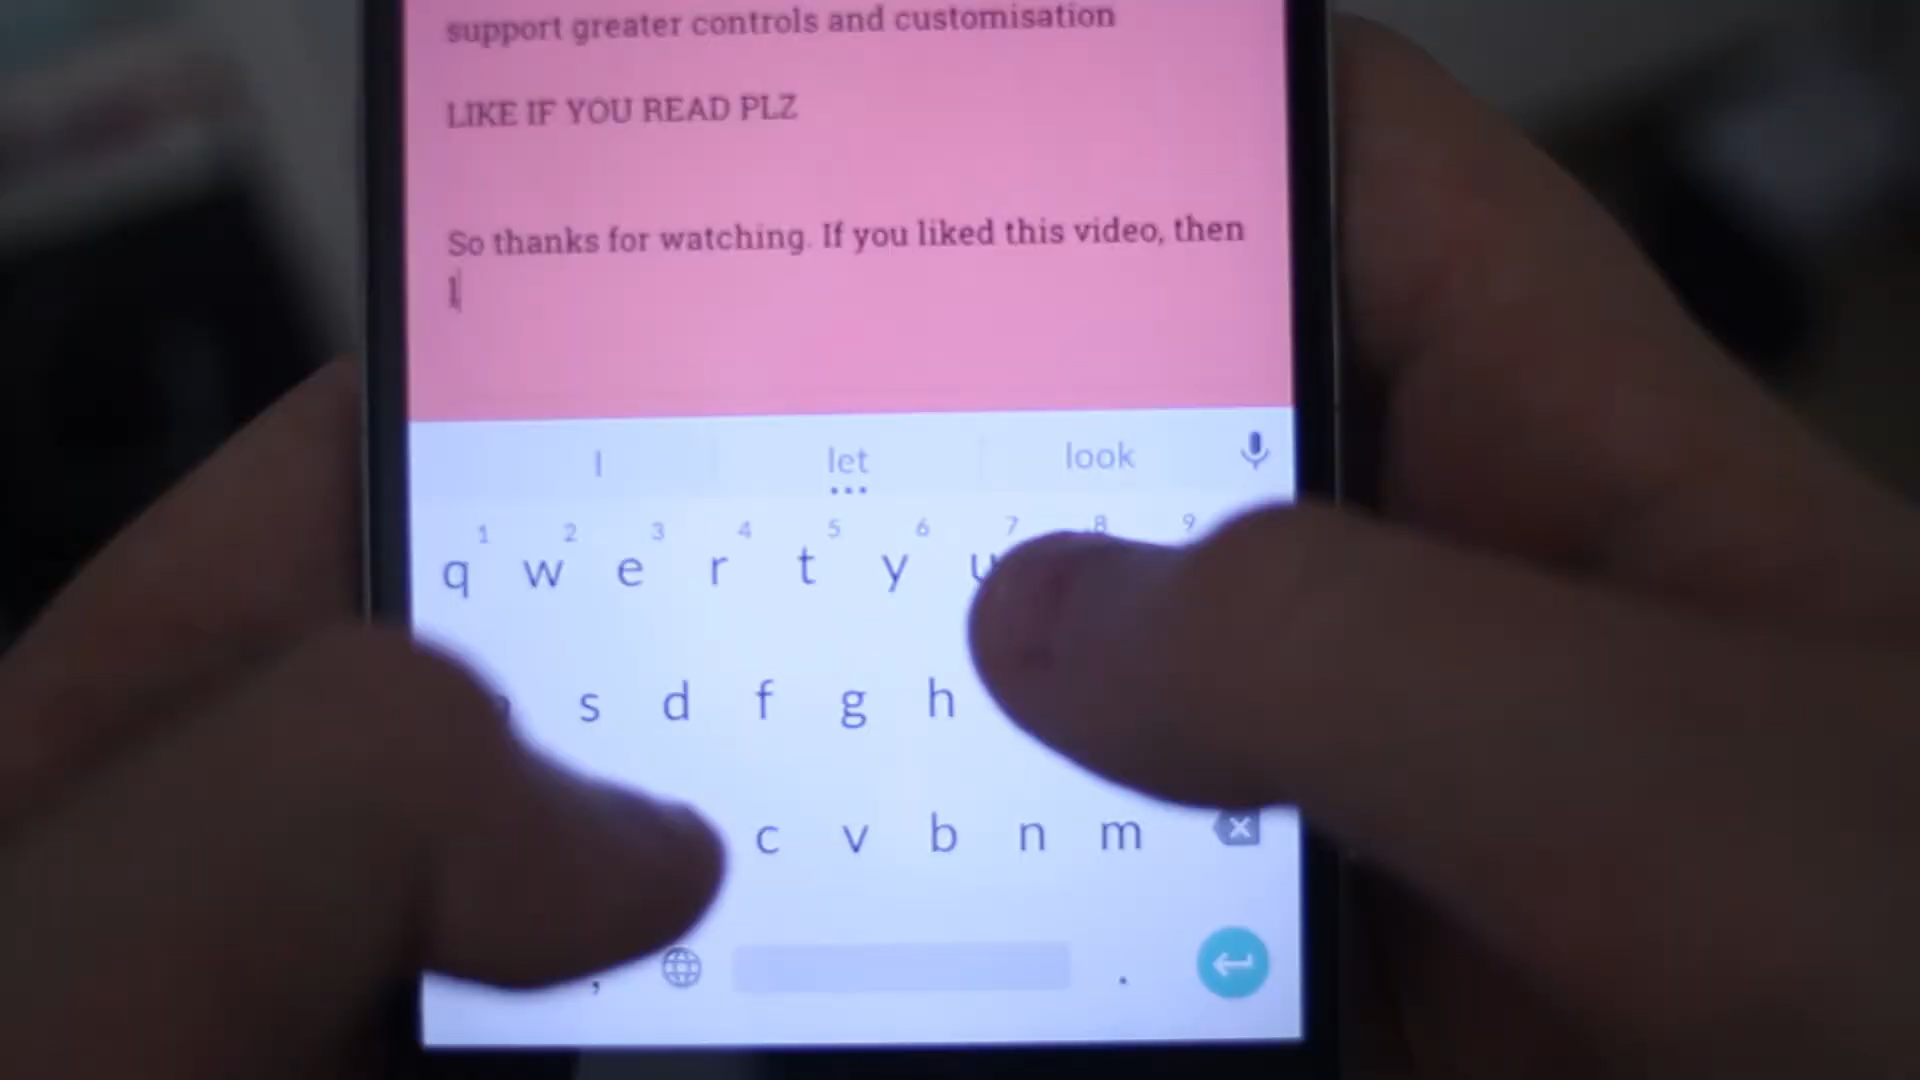 support greater controls and customisation
LIKE IF YOU READ PLZ
So thanks for watching. If you liked this video, then
l
l let look
1 2 3 4 5 6 7 8 9
q w e r t y u
s d f g h
c v b n m
, .